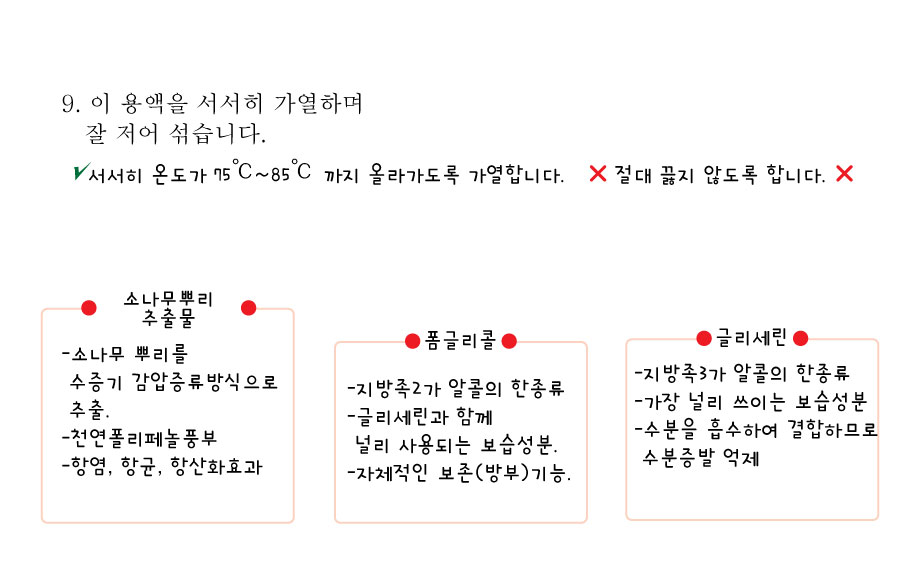 9. 이 용액을 서서히 가열하며
잘 저어 섞습니다.
✓서서히 온도가 75℃~85℃ 까지 올라가도록 가열합니다. ✕ 절대 끓지 않도록 합니다. ✕
소나무뿌리
추출물
-소나무 뿌리를
수증기 감압증류방식으로
추출.
-천연폴리페놀풍부
-항염, 항균, 항산화효과
폼글리콜
-지방족2가 알콜의 한종류
-글리세린과 함께
널리 사용되는 보습성분.
-자체적인 보존(방부)기능.
글리세린
-지방족3가 알콜의 한종류
-가장 널리 쓰이는 보습성분
-수분을 흡수하여 결합하므로
수분증발 억제